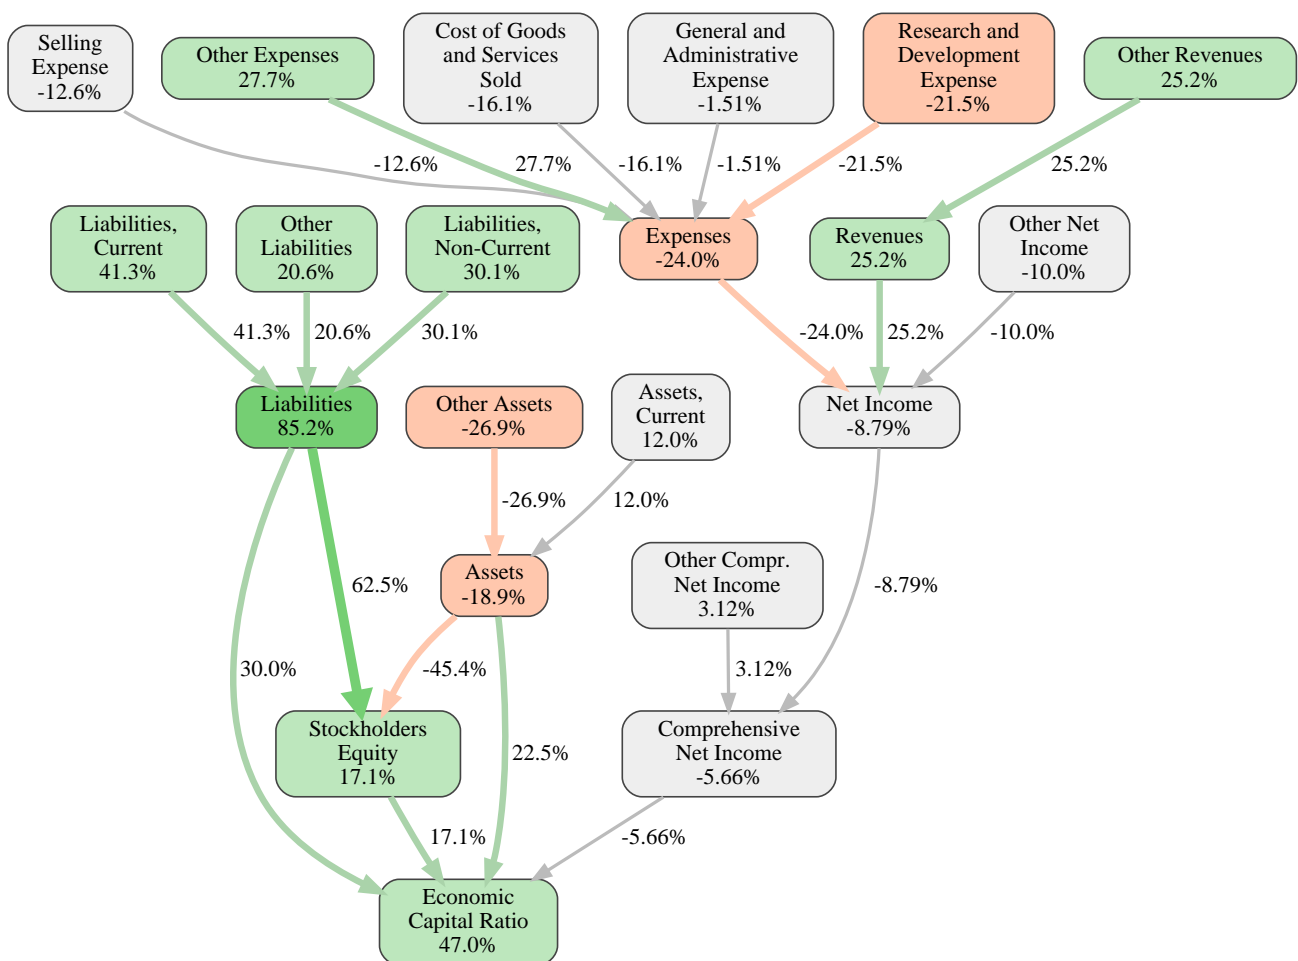 Selling
Expense
-12.6%
Other Expenses
27.7%
Cost of Goods
and Services
Sold
-16.1%
General and
Administrative
Expense
-1.51%
Research and
Development
Expense
-21.5%
Other Revenues
25.2%
-12.6%
27.7%
-16.1%
-1.51%
-21.5%
25.2%
Liabilities,
Current
41.3%
Other
Liabilities
20.6%
Liabilities,
Non-Current
30.1%
Expenses
-24.0%
Revenues
25.2%
Other Net
Income
-10.0%
41.3%
20.6%
30.1%
-24.0%
25.2%
-10.0%
Liabilities
85.2%
Other Assets
-26.9%
Assets,
Current
12.0%
Net Income
-8.79%
-26.9%
12.0%
Assets
-18.9%
Other Compr.
Net Income
3.12%
62.5%
-8.79%
30.0%
-45.4%
3.12%
Stockholders
Equity
17.1%
22.5%
Comprehensive
Net Income
-5.66%
17.1%
-5.66%
Economic
Capital Ratio
47.0%